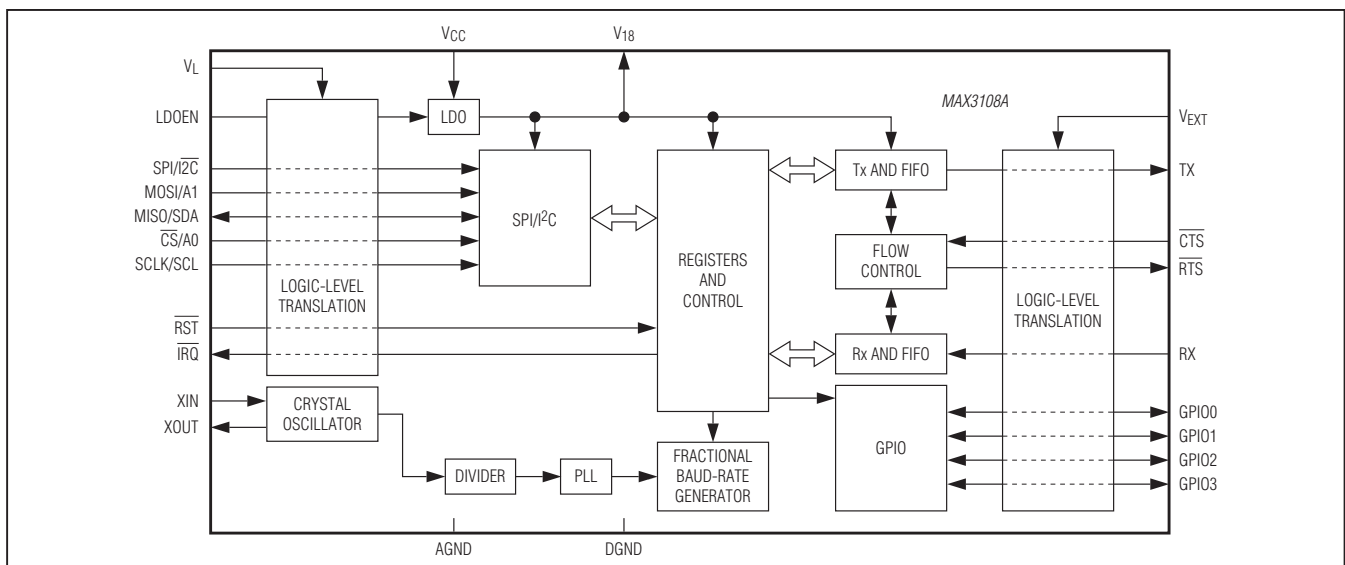 VCC
V18
VL
MAX3108A
LDOEN
LDO
VEXT
SPI/I2C
Tx AND FIFO
TX
MOSI/A1
MISO/SDA
SPI/I2C
CS/A0
FLOW
CONTROL
CTS
SCLK/SCL
REGISTERS
AND
CONTROL
RTS
LOGIC-LEVEL
TRANSLATION
LOGIC-LEVEL
TRANSLATION
RST
IRQ
Rx AND FIFO
RX
XIN
CRYSTAL
OSCILLATOR
XOUT
GPIO
GPIO0
GPIO1
GPIO2
GPIO3
DIVIDER
PLL
FRACTIONAL
BAUD-RATE
GENERATOR
AGND
DGND